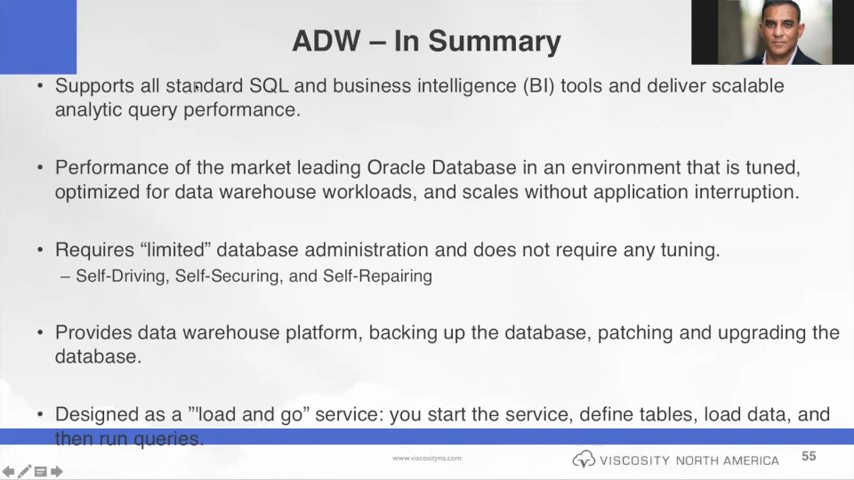 ADW – In Summary
• Supports all standard SQL and business intelligence (BI) tools and deliver scalable
analytic query performance.
• Performance of the market leading Oracle Database in an environment that is tuned,
optimized for data warehouse workloads, and scales without application interruption.
• Requires “limited” database administration and does not require any tuning.
– Self-Driving, Self-Securing, and Self-Repairing
• Provides data warehouse platform, backing up the database, patching and upgrading the
database.
• Designed as a ”'load and go” service: you start the service, define tables, load data, and
then run queries.
www.viscosityna.com
VISCOSITY NORTH AMERICA
55